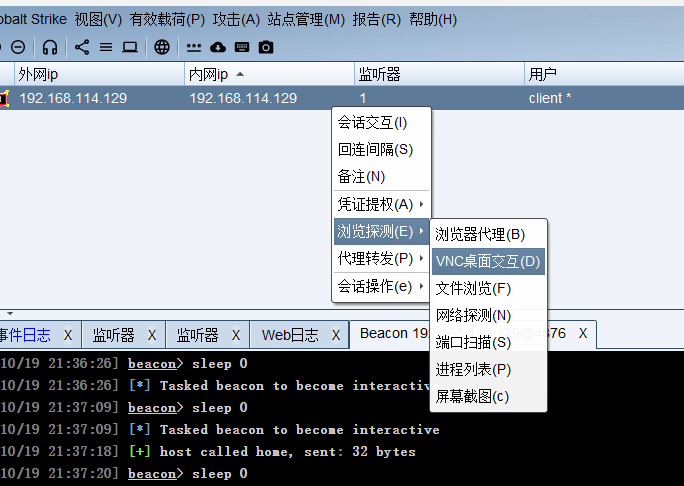 obalt Strike 视图(V) 有效载荷(P) 攻击(A) 站点管理(M) 报告(R) 帮助(H)
外网ip 内网ip 监听器 用户
192.168.114.129 192.168.114.129 1 client *
会话交互(I)
回连间隔(S)
备注(N)
凭证提权(A)
浏览探测(E)
代理转发(P)
会话操作(e)
浏览器代理(B)
VNC桌面交互(D)
文件浏览(F)
网络探测(N)
端口扫描(S)
进程列表(P)
屏幕截图(c)
事件日志 X 监听器 X 监听器 X Web日志 X Beacon 19 876 X
10/19 21:36:26] beacon> sleep 0
10/19 21:36:26] [*] Tasked beacon to become interactive
10/19 21:37:09] beacon> sleep 0
10/19 21:37:09] [*] Tasked beacon to become interactive
10/19 21:37:18] [+] host called home, sent: 32 bytes
10/19 21:37:20] beacon> sleep 0